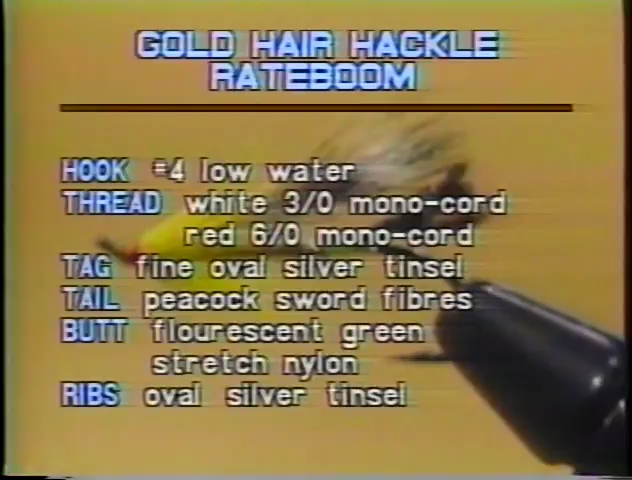 GOLD HAIR HACKLE
RATEBOOM
HOOK #4 low water
THREAD white 3/0 mono-cord
red 6/0 mono-cord
TAG fine oval silver tinsel
TAIL peacock sword fibres
BUTT flourescent green
stretch nylon
RIBS oval silver tinsel